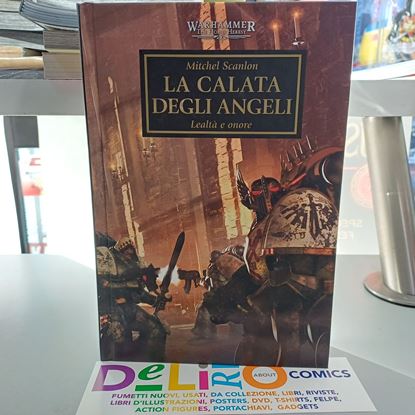 WARHAMMER
THE HORUS HERESY
Mitchel Scanlon
LA CALATA
DEGLI ANGELI
Lealtà e onore
DELIRO
ABOUT
COMICS
FUMETTI NUOVI, USATI, DA COLLEZIONE, LIBRI, RIVISTE,
LIBRI D'ILLUSTRAZIONI, POSTERS, DVD, T-SHIRTS, FELPE,
ACTION FIGURES, PORTACHIAVI, GADGETS